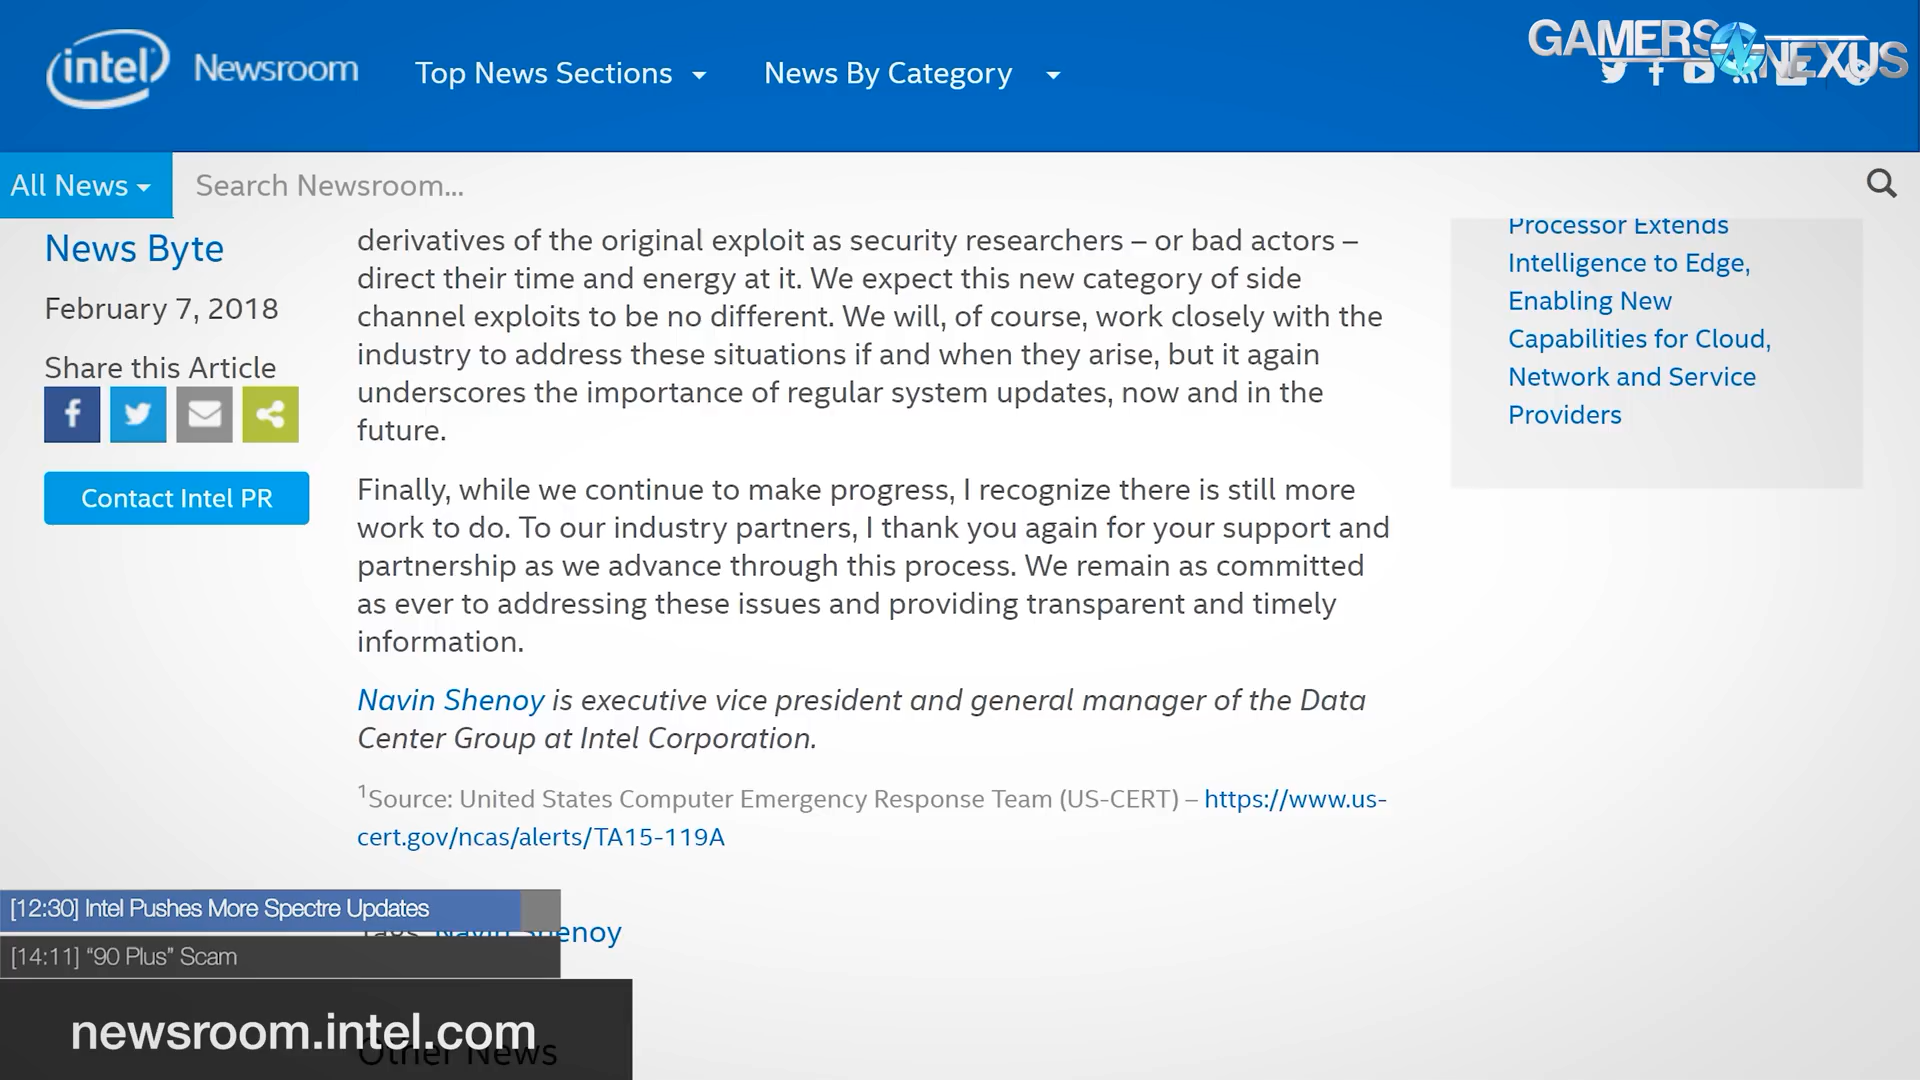 intel Newsroom
Top News Sections
News By Category
GAMERS NEXUS
All News
Search Newsroom...
News Byte
February 7, 2018
Share this Article
Contact Intel PR
derivatives of the original exploit as security researchers – or bad actors –
direct their time and energy at it. We expect this new category of side
channel exploits to be no different. We will, of course, work closely with the
industry to address these situations if and when they arise, but it again
underscores the importance of regular system updates, now and in the
future.
Finally, while we continue to make progress, I recognize there is still more
work to do. To our industry partners, I thank you again for your support and
partnership as we advance through this process. We remain as committed
as ever to addressing these issues and providing transparent and timely
information.
Navin Shenoy is executive vice president and general manager of the Data
Center Group at Intel Corporation.
¹Source: United States Computer Emergency Response Team (US-CERT) – https://www.us-
cert.gov/ncas/alerts/TA15-119A
Processor Extends
Intelligence to Edge,
Enabling New
Capabilities for Cloud,
Network and Service
Providers
[12:30] Intel Pushes More Spectre Updates
Tags: Navin Shenoy
[14:11] “90 Plus” Scam
newsroom.intel.com
Other News